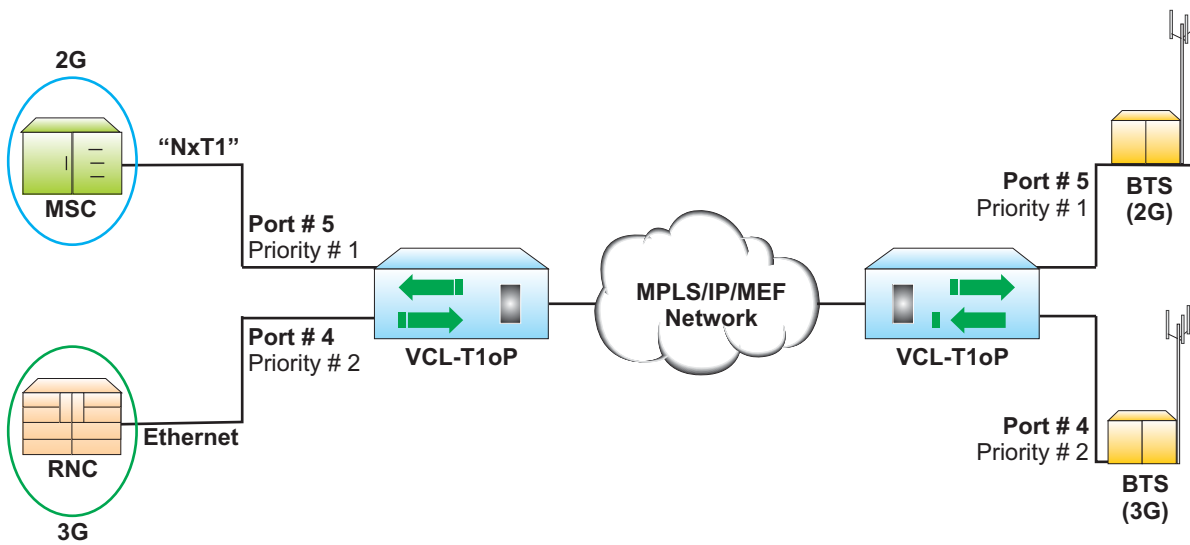 2G
MSC
“NxT1”
Port # 5
Priority # 1
Port # 4
Priority # 2
VCL-T1oP
Ethernet
RNC
3G
MPLS/IP/MEF
Network
VCL-T1oP
Port # 5
Priority # 1
BTS
(2G)
Port # 4
Priority # 2
BTS
(3G)